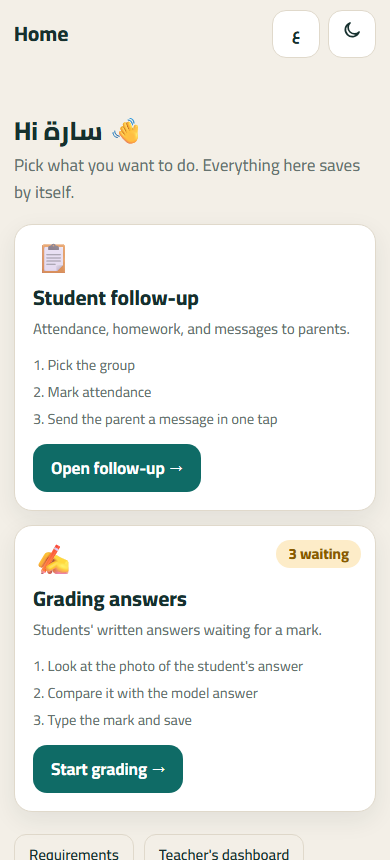 Home
ع
Hi سارة 👋
Pick what you want to do. Everything here saves
by itself.
Student follow-up
Attendance, homework, and messages to parents.
1. Pick the group
2. Mark attendance
3. Send the parent a message in one tap
Open follow-up →
3 waiting
Grading answers
Students' written answers waiting for a mark.
1. Look at the photo of the student's answer
2. Compare it with the model answer
3. Type the mark and save
Start grading →
Requirements
Teacher's dashboard